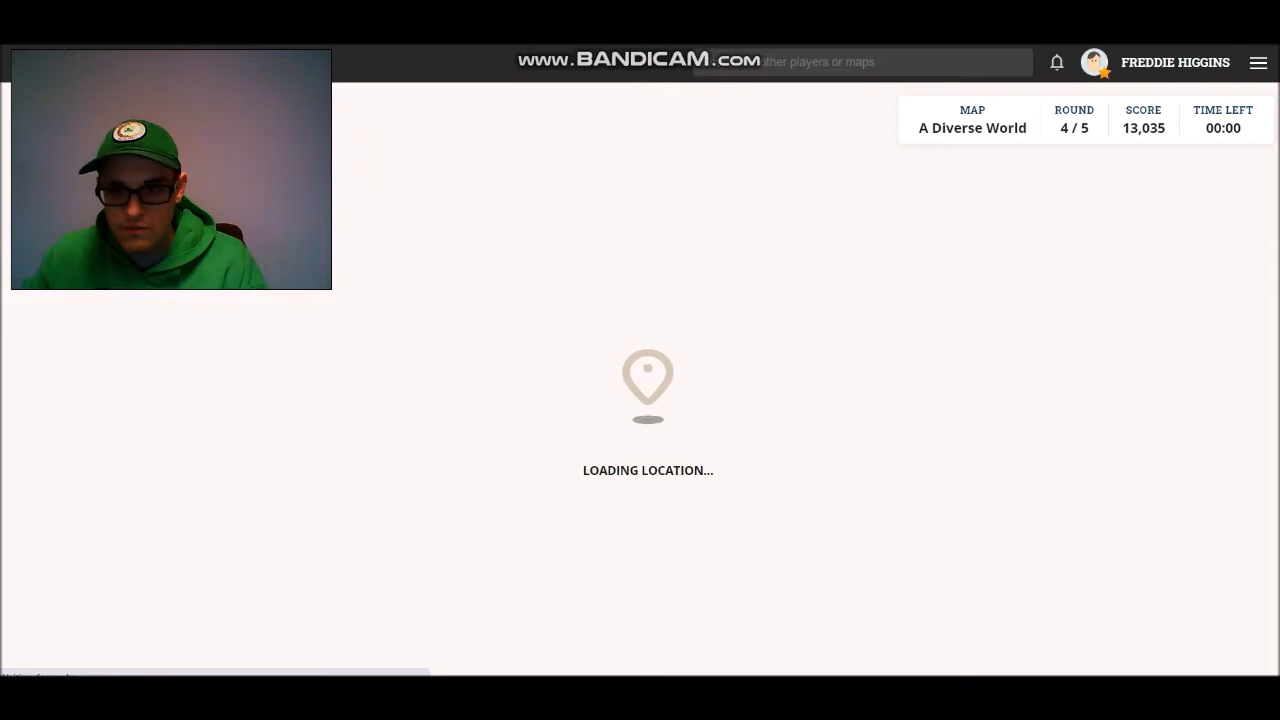 www.BANDICAM.com
other players or maps
FREDDIE HIGGINS
MAP
A Diverse World
ROUND
4 / 5
SCORE
13,035
TIME LEFT
00:00
LOADING LOCATION...